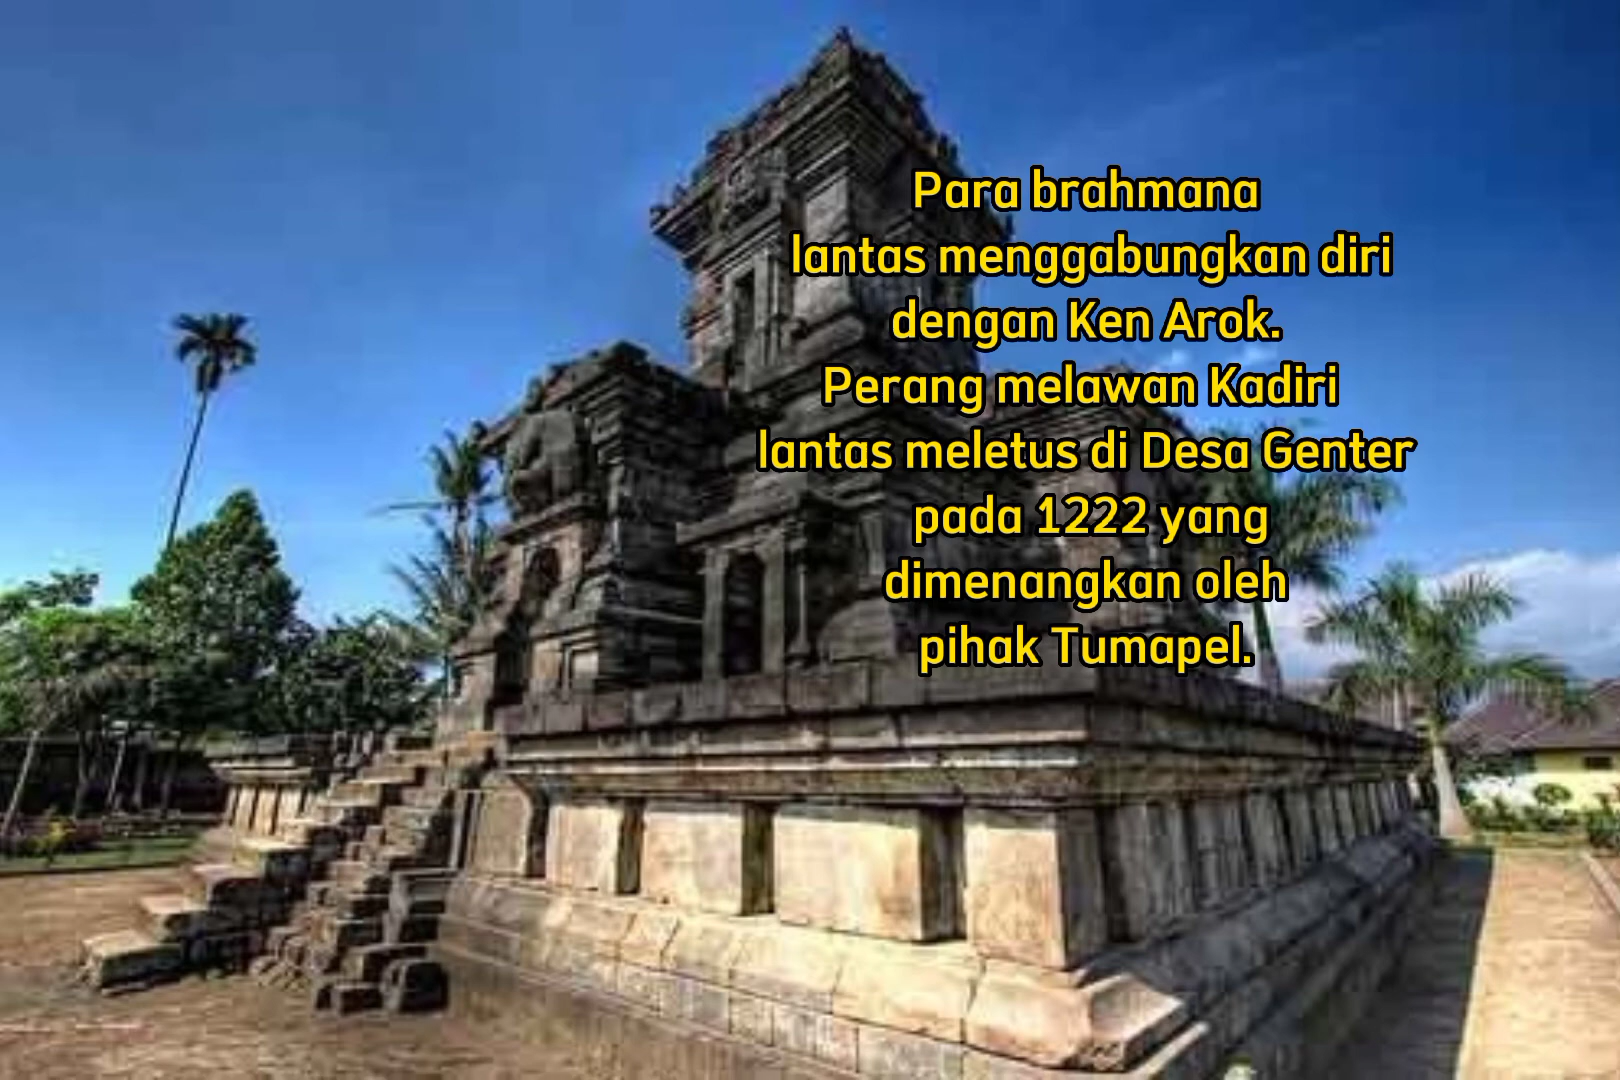 Para brahmana
lantas menggabungkan diri
dengan Ken Arok.
Perang melawan Kadiri
lantas meletus di Desa Genter
pada 1222 yang
dimenangkan oleh
pihak Tumapel.